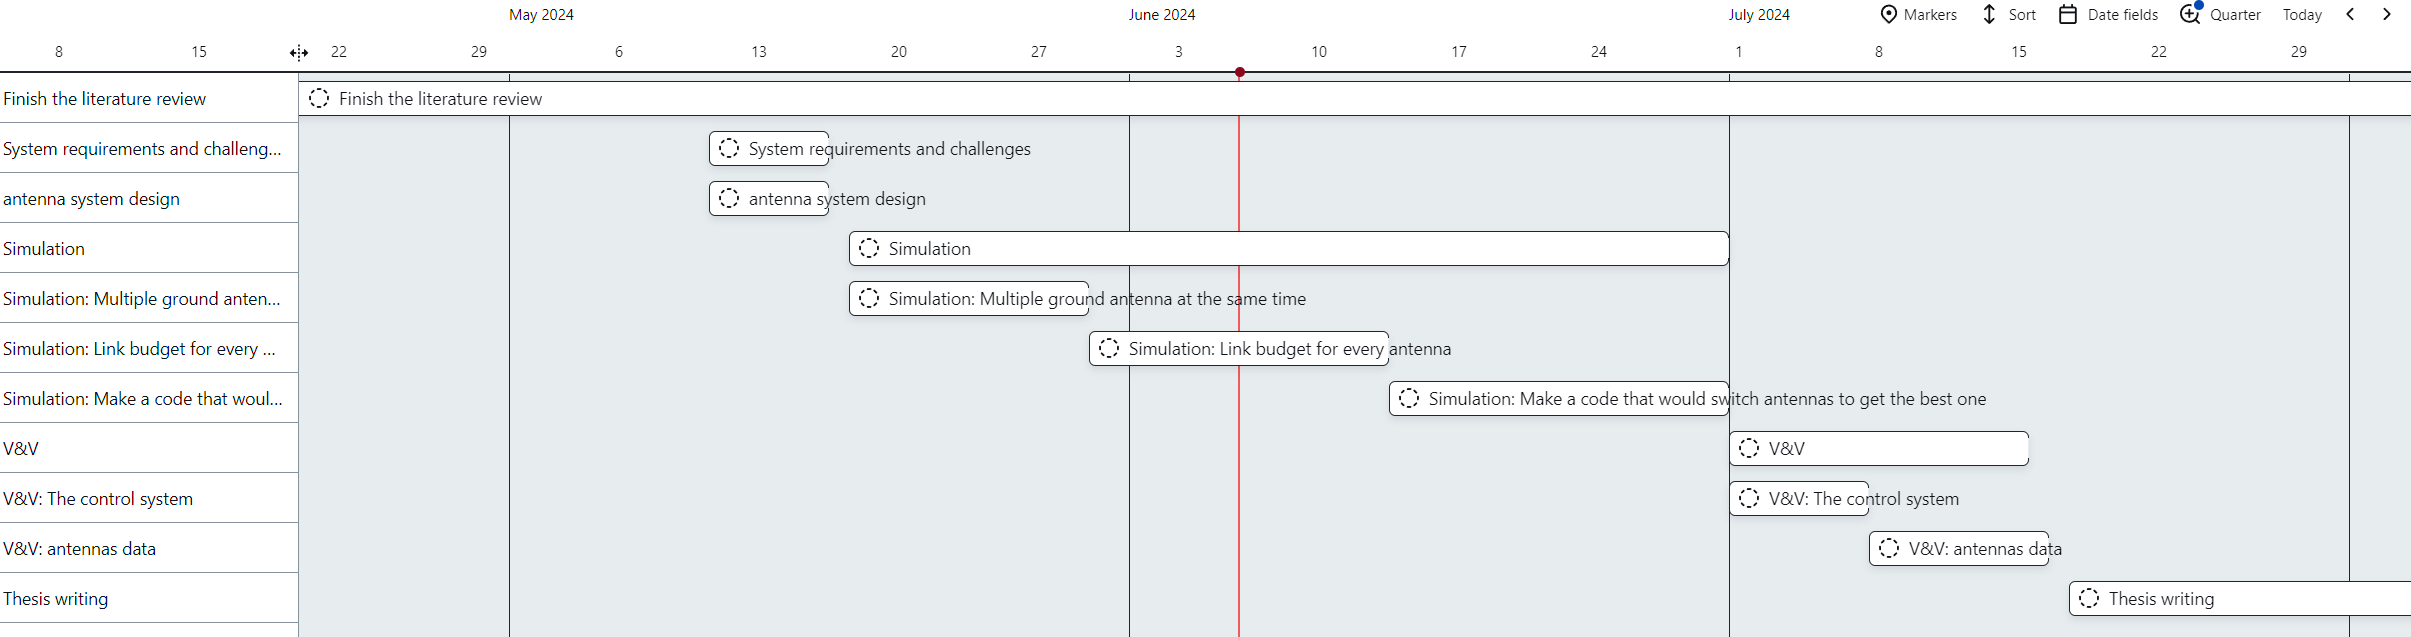 May 2024 June 2024 July 2024 Markers Sort Date fields Quarter Today
8 15 22 29 6 13 20 27 3 10 17 24 1 8 15 22 29
Finish the literature review Finish the literature review
System requirements and challeng... System requirements and challenges
antenna system design antenna system design
Simulation Simulation
Simulation: Multiple ground anten... Simulation: Multiple ground antenna at the same time
Simulation: Link budget for every ... Simulation: Link budget for every antenna
Simulation: Make a code that woul... Simulation: Make a code that would switch antennas to get the best one
V&V V&V
V&V: The control system V&V: The control system
V&V: antennas data V&V: antennas data
Thesis writing Thesis writing